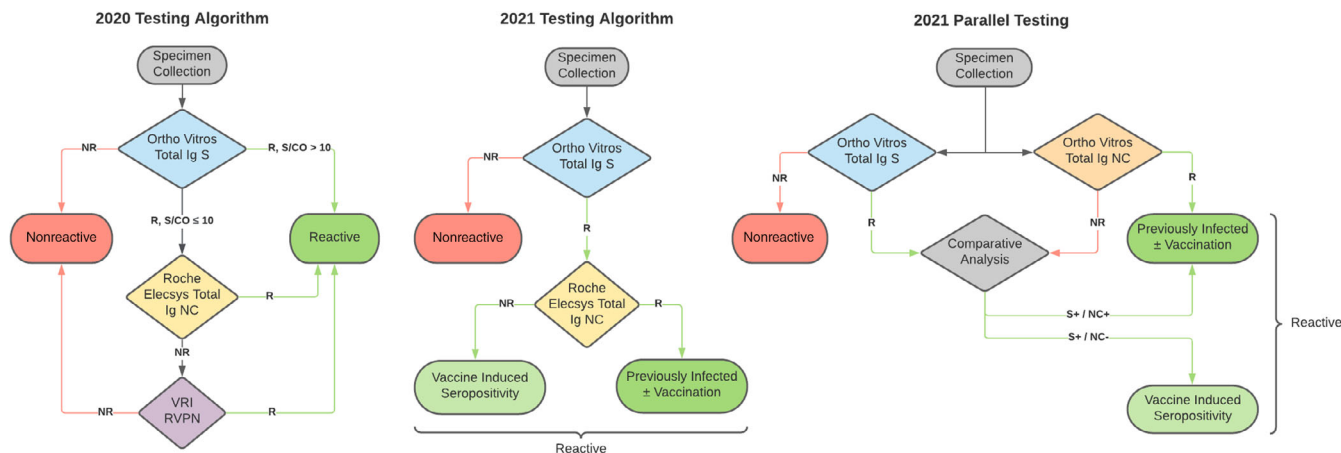 2020 Testing Algorithm
Specimen
Collection
Ortho Vitros
Total Ig S
NR
R, S/CO > 10
R, S/CO ≤ 10
Nonreactive
Reactive
Roche
Elecsys Total
Ig NC
R
NR
VRI
RVPN
NR
R
2021 Testing Algorithm
Specimen
Collection
Ortho Vitros
Total Ig S
NR
Nonreactive
R
Roche
Elecsys Total
Ig NC
NR
R
Vaccine Induced
Seropositivity
Previously Infected
± Vaccination
Reactive
2021 Parallel Testing
Specimen
Collection
Ortho Vitros
Total Ig S
Ortho Vitros
Total Ig NC
NR
R
R
NR
Nonreactive
Comparative
Analysis
Previously Infected
± Vaccination
S+ / NC+
S+ / NC-
Vaccine Induced
Seropositivity
Reactive